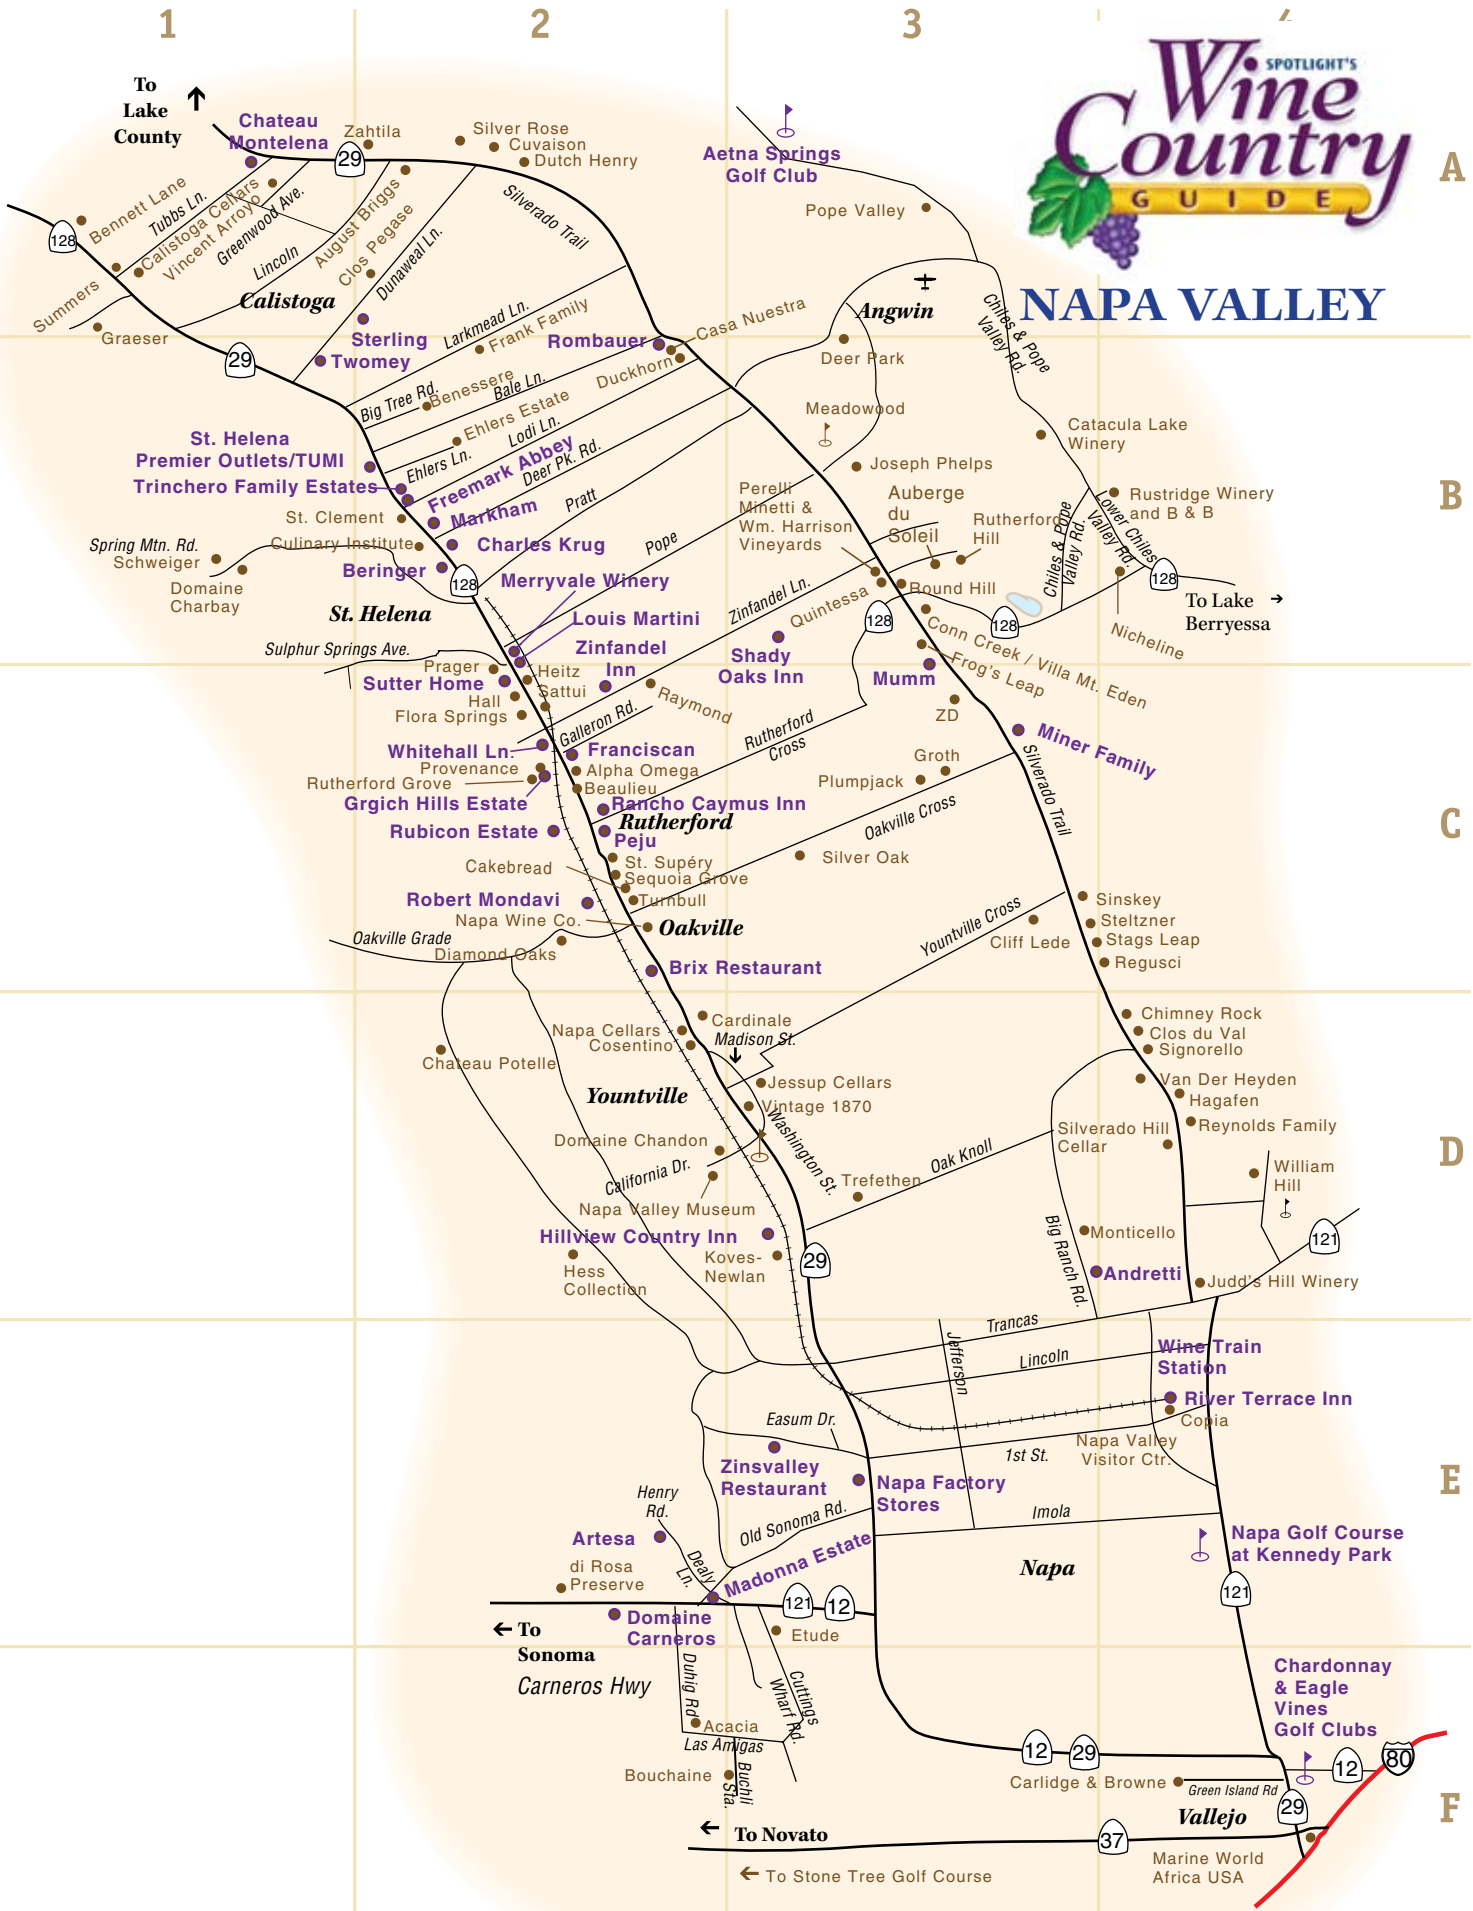 1
2
3
4
To
Lake
County
Chateau
Montelena
Zahtila
29
Silver Rose
Cuvaison
Dutch Henry
Aetna Springs
Golf Club
SPOTLIGHT'S
Wine
Country
GUIDE
NAPA VALLEY
A
Pope Valley
Bennett Lane
Tubbs Ln.
Calistoga Cellars
Vincent Arroyo
Greenwood Ave.
August Briggs
Clos Pegase
Lincoln
Dunaweal Ln.
Silverado Trail
128
Summers
Graeser
Calistoga
Sterling
Twomey
29
Larkmead Ln.
Frank Family
Rombauer
Casa Nuestra
Duckhorn
Angwin
Deer Park
Chiles & Pope
Valley Rd.
Big Tree Rd.
Benessere
Bale Ln.
Ehlers Estate
Lodi Ln.
Ehlers Ln.
Freemark Abbey
Deer Pk. Rd.
Meadowood
Catacula Lake
Winery
St. Helena
Premier Outlets/TUMI
Trinchero Family Estates
Markham
Pratt
Joseph Phelps
B
St. Clement
Culinary Institute
Charles Krug
Pope
Perelli
Minetti &
Wm. Harrison
Vineyards
Auberge
du
Soleil
Rutherford
Hill
Chiles & Pope
Valley Rd.
Lower Chiles
Valley Rd.
Rustridge Winery
and B & B
Spring Mtn. Rd.
Schweiger
Domaine
Charbay
Beringer
128
Merryvale Winery
St. Helena
Louis Martini
Zinfandel Ln.
Quintessa
Round Hill
128
128
128
To Lake
Berryessa
Nicheline
Sulphur Springs Ave.
Zinfandel
Inn
Shady
Oaks Inn
Conn Creek / Villa Mt. Eden
Frog's Leap
Mumm
Prager
Sutter Home
Hall
Flora Springs
Heitz
Sattui
Raymond
ZD
Miner Family
Galleron Rd.
Rutherford
Cross
Whitehall Ln.
Provenance
Rutherford Grove
Grgich Hills Estate
Franciscan
Alpha Omega
Beaulieu
Groth
Plumpjack
Silverado Trail
Rancho Caymus Inn
Rutherford
Rubicon Estate
Peju
Oakville Cross
C
Cakebread
St. Supéry
Sequoia Grove
Silver Oak
Robert Mondavi
Turnbull
Napa Wine Co.
Oakville
Oakville Grade
Diamond Oaks
Yountville Cross
Cliff Lede
Sinskey
Steltzner
Stags Leap
Regusci
Brix Restaurant
Napa Cellars
Cosentino
Cardinale
Madison St.
Chimney Rock
Clos du Val
Signorello
Chateau Potelle
Yountville
Jessup Cellars
Vintage 1870
Van Der Heyden
Hagafen
Reynolds Family
Domaine Chandon
California Dr.
Washington St.
Napa Valley Museum
Trefethen
Oak Knoll
Silverado Hill
Cellar
D
William
Hill
Hillview Country Inn
Koves-
Newlan
29
Hess
Collection
Big Ranch Rd.
Monticello
Andretti
121
Judd's Hill Winery
Trancas
Jefferson
Lincoln
Wine Train
Station
River Terrace Inn
Copia
Easum Dr.
1st St.
Napa Valley
Visitor Ctr.
Zinsvalley
Restaurant
Napa Factory
Stores
E
Henry
Rd.
Old Sonoma Rd.
Imola
Artesa
Dealy
Ln.
Madonna Estate
Napa Golf Course
at Kennedy Park
Napa
di Rosa
Preserve
121
12
121
Domaine
Carneros
Etude
To
Sonoma
Carneros Hwy
Duhig Rd
Cuttings
Wharf Rd.
Acacia
Las Amigas
Bouchaine
Buchli
Sta.
Chardonnay
& Eagle
Vines
Golf Clubs
12
29
12
80
Carlidge & Browne
Green Island Rd
29
Vallejo
F
To Novato
37
Marine World
Africa USA
To Stone Tree Golf Course